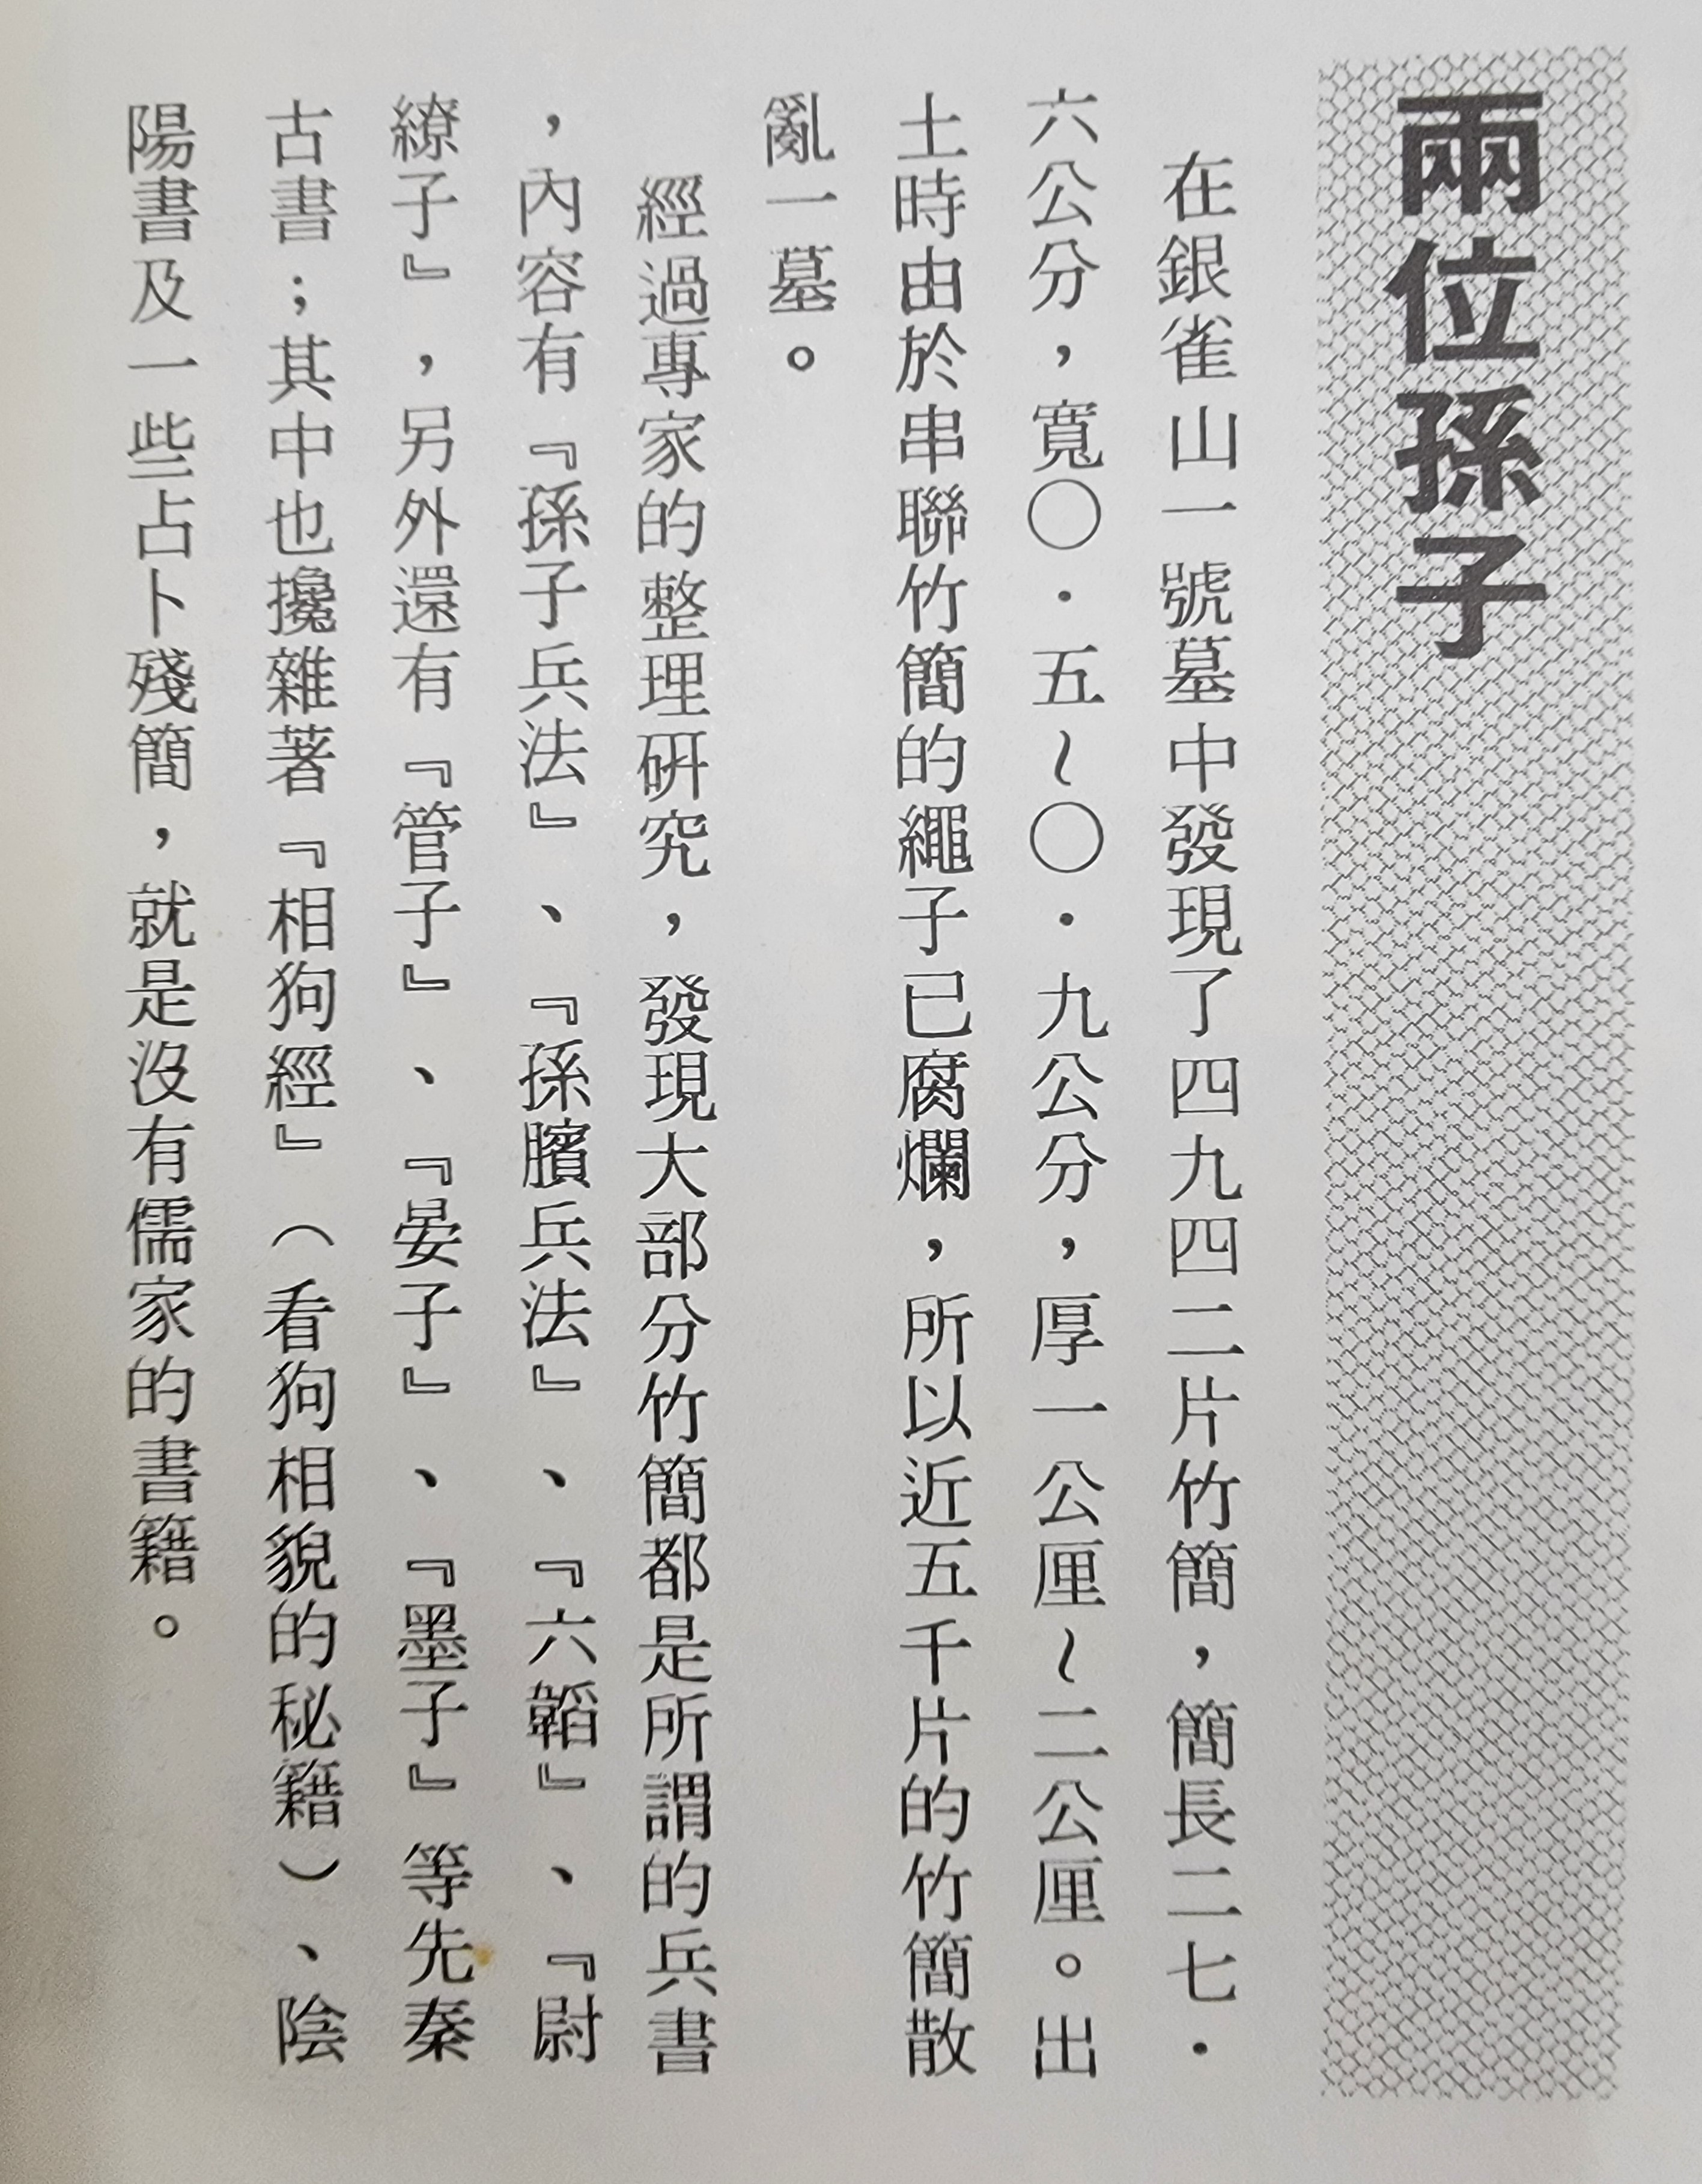 兩位孫子
在銀雀山一號墓中發現了四九四二片竹簡，簡長二七·
六公分，寬〇·五～〇·九公分，厚一公厘～二公厘。出
土時由於串聯竹簡的繩子已腐爛，所以近五千片的竹簡散
亂一墓。
經過專家的整理研究，發現大部分竹簡都是所謂的兵書
，內容有『孫子兵法』、『孫臏兵法』、『六韜』、『尉
繚子』，另外還有『管子』、『晏子』、『墨子』等先秦
古書；其中也攙雜著『相狗經』（看狗相貌的秘籍）、陰
陽書及一些占卜殘簡，就是沒有儒家的書籍。